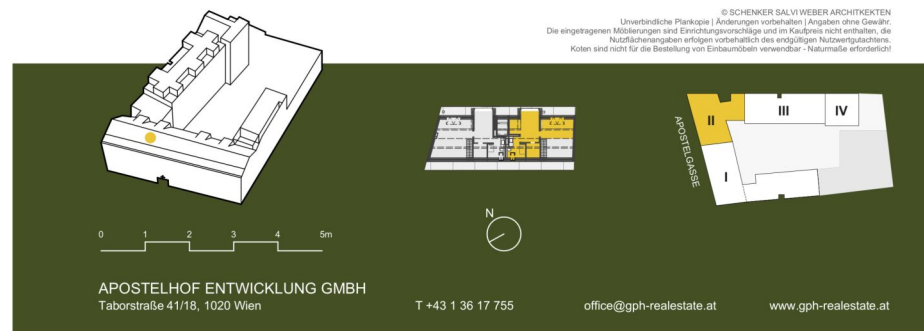 © SCHENKER SALVI WEBER ARCHITKEKTEN
Unverbindliche Plankopie | Änderungen vorbehalten | Angaben ohne Gewähr.
Die eingetragenen Möblierungen sind Einrichtungsvorschläge und im Kaufpreis nicht enthalten, die
Nutzflächenangaben erfolgen vorbehaltlich des endgültigen Nutzwertgutachtens.
Koten sind nicht für die Bestellung von Einbaumöbeln verwendbar - Naturmaße erforderlich!
II
III
IV
I
APOSTELGASSE
N
0 1 2 3 4 5m
APOSTELHOF ENTWICKLUNG GMBH
Taborstraße 41/18, 1020 Wien
T +43 1 36 17 755
office@gph-realestate.at
www.gph-realestate.at